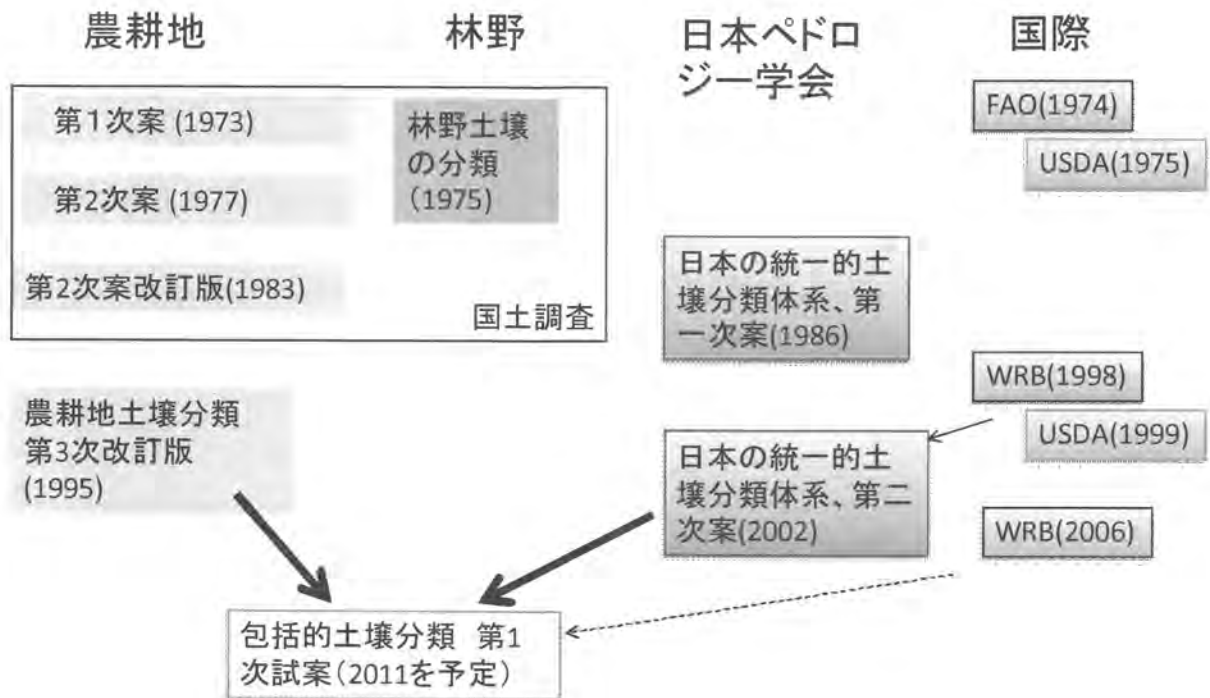 農耕地
林野
日本ペドロ
ジー学会
国際
第1次案 (1973)
第2次案 (1977)
第2次案改訂版(1983)
林野土壌
の分類
(1975)
国土調査
農耕地土壌分類
第3次改訂版
(1995)
日本の統一的土
壌分類体系、第
一次案(1986)
日本の統一的土
壌分類体系、第二
次案(2002)
FAO(1974)
USDA(1975)
WRB(1998)
USDA(1999)
WRB(2006)
包括的土壌分類 第1
次試案(2011を予定)